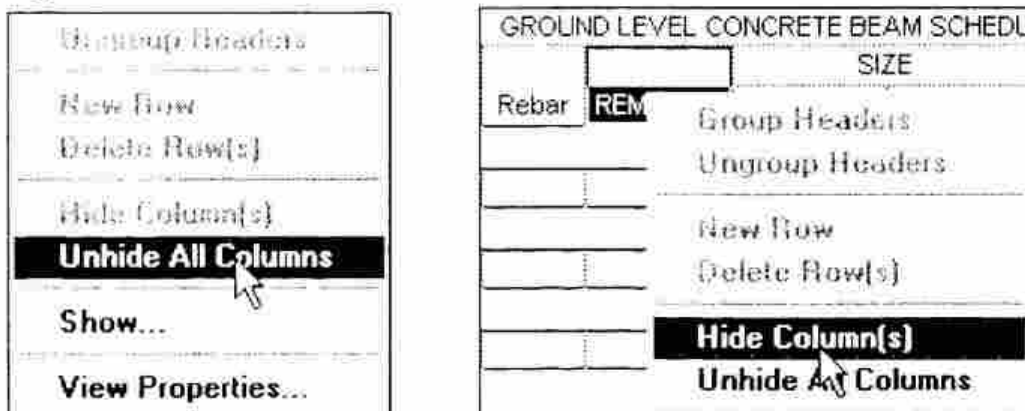 Ungroup Headers
New Row
Delete Row(s)
Hide Column(s)
Unhide All Columns
Show...
View Properties...
GROUND LEVEL CONCRETE BEAM SCHEDU
SIZE
Rebar REM
Group Headers
Ungroup Headers
New Row
Delete Row(s)
Hide Column(s)
Unhide All Columns